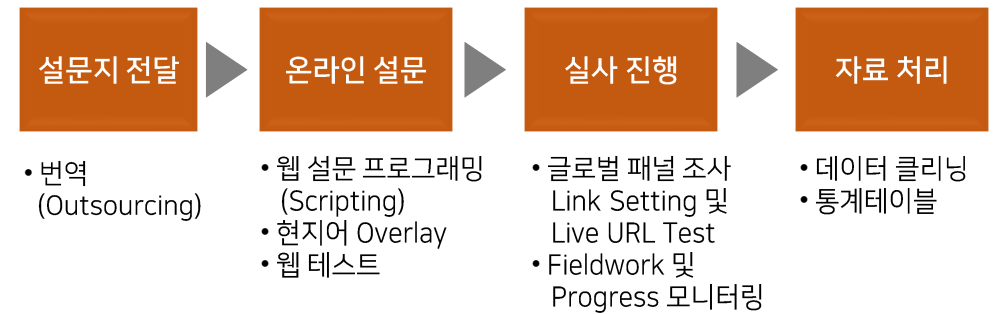 설문지 전달
온라인 설문
실사 진행
자료 처리
• 번역
(Outsourcing)
• 웹 설문 프로그래밍
(Scripting)
• 현지어 Overlay
• 웹 테스트
• 글로벌 패널 조사
Link Setting 및
Live URL Test
• Fieldwork 및
Progress 모니터링
• 데이터 클리닝
• 통계테이블